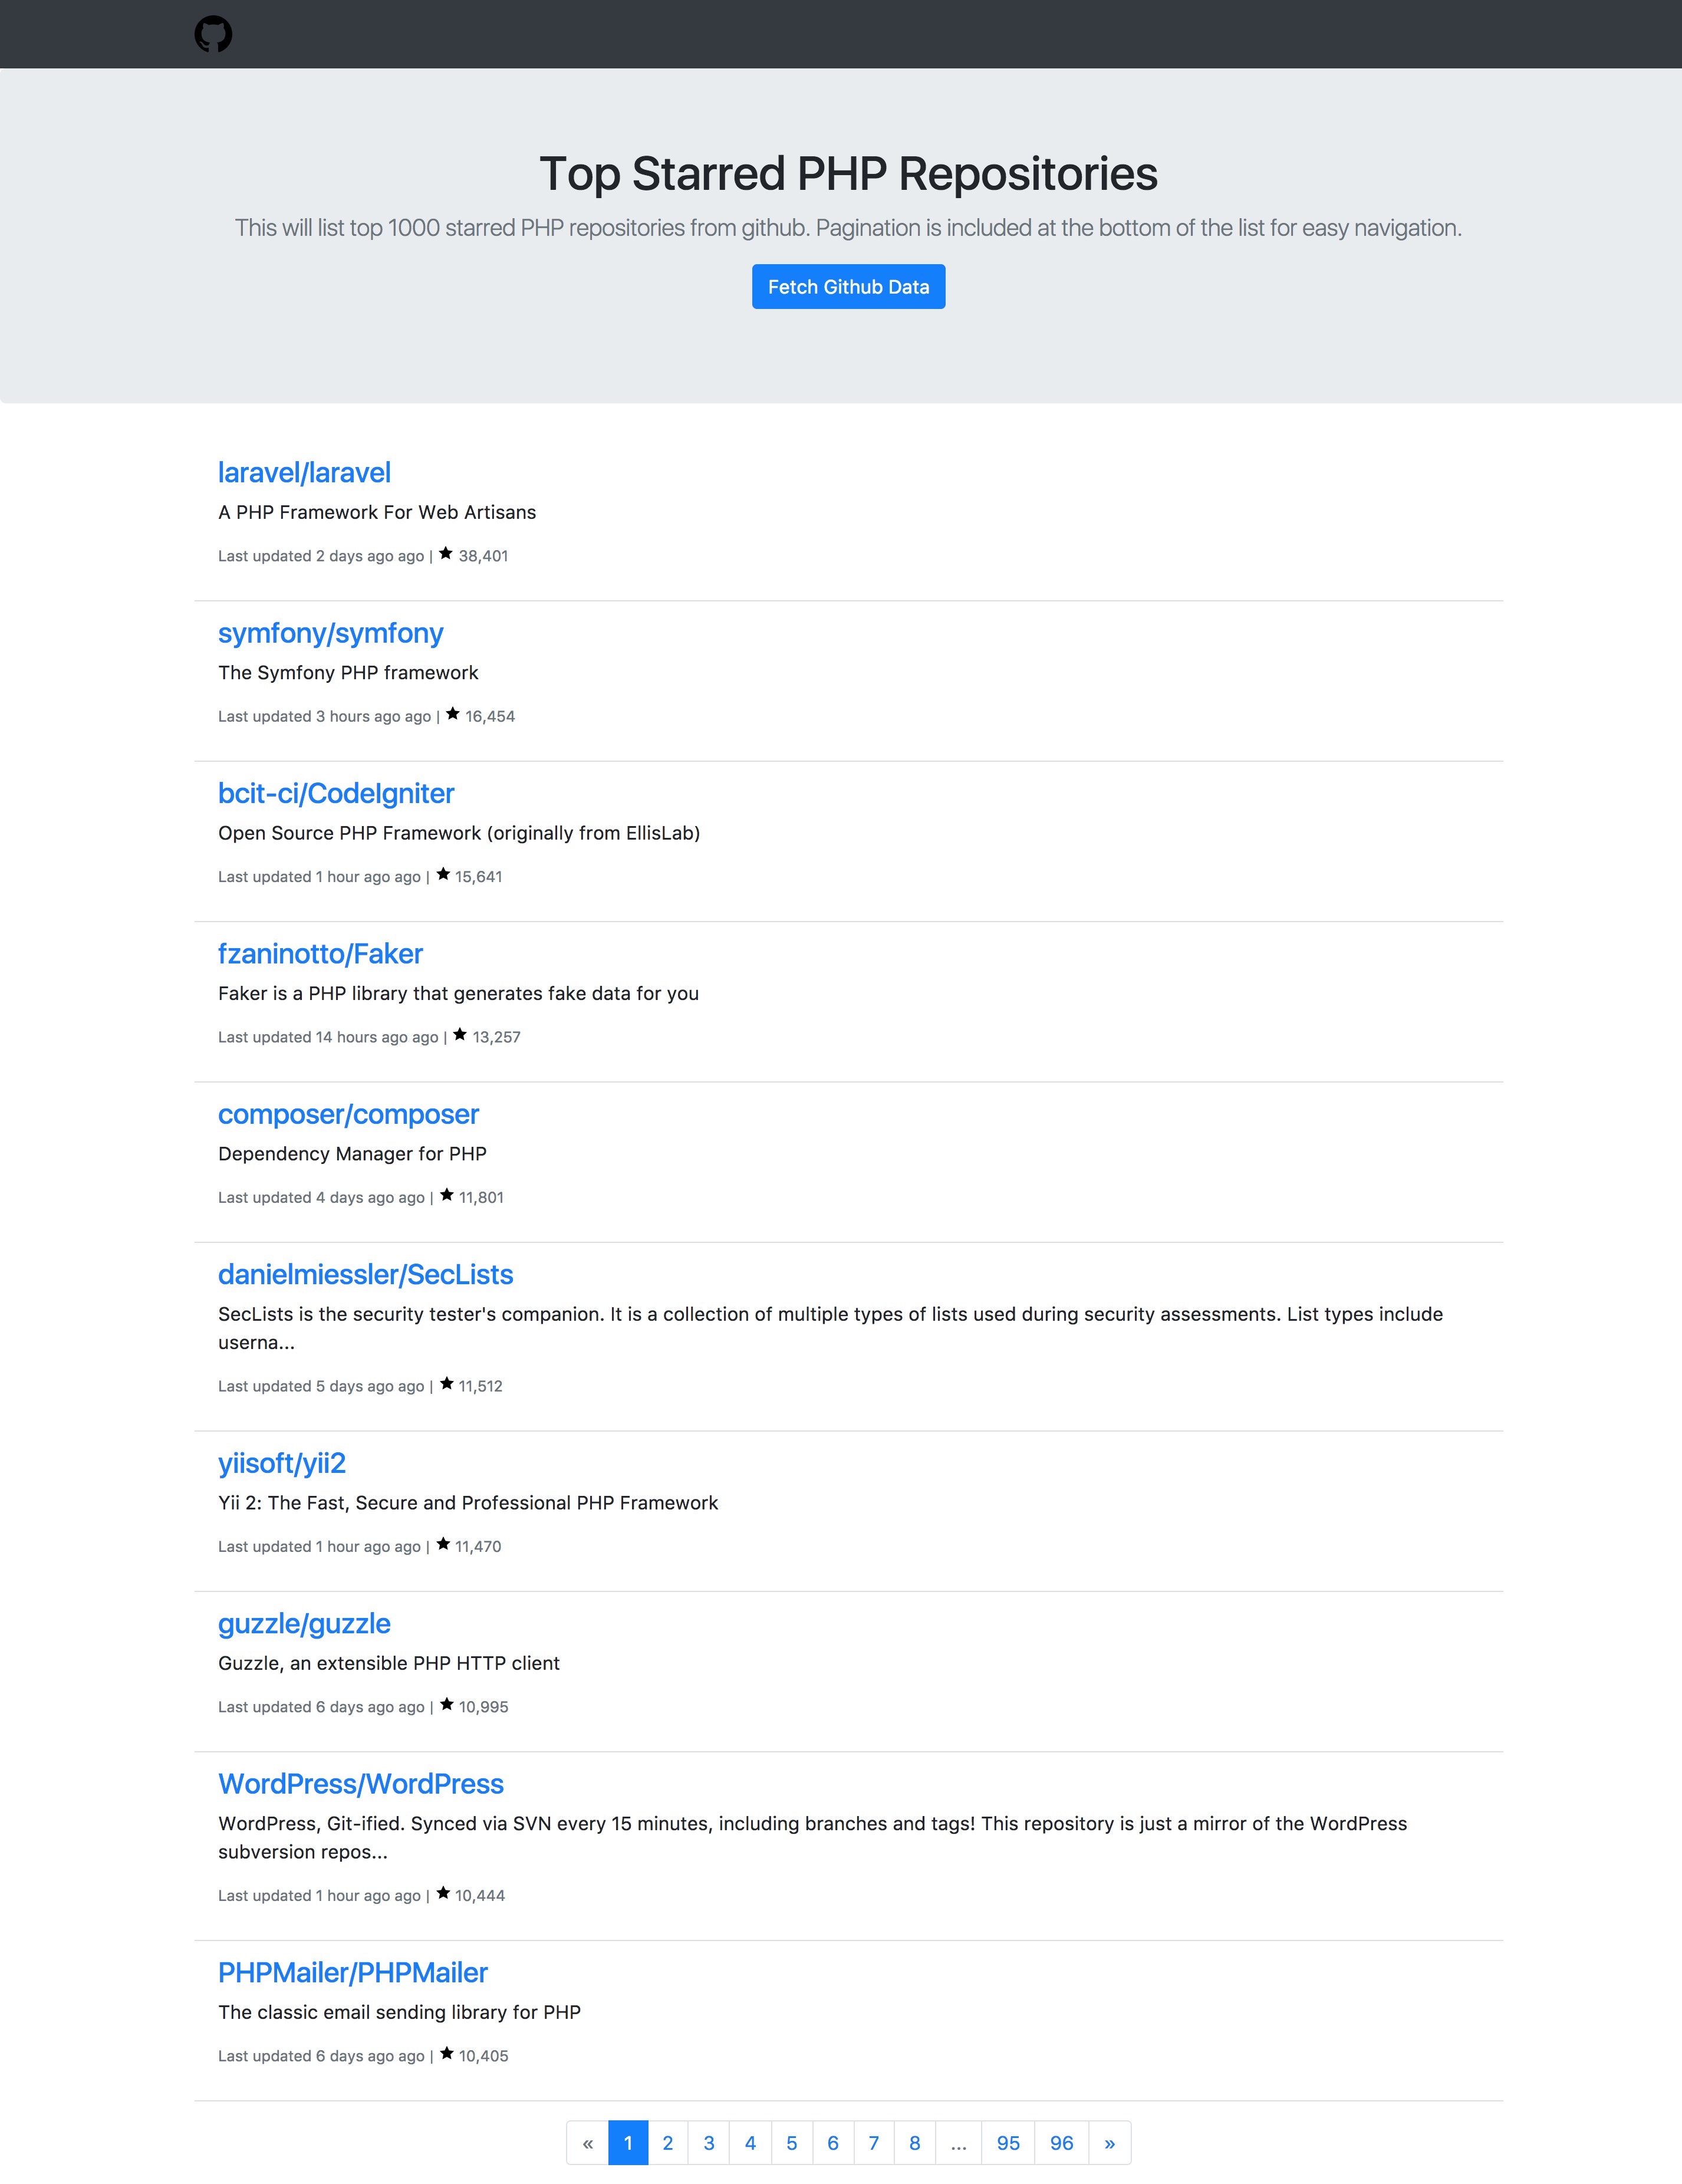 Top Starred PHP Repositories
This will list top 1000 starred PHP repositories from github. Pagination is included at the bottom of the list for easy navigation.
Fetch Github Data
laravel/laravel
A PHP Framework For Web Artisans
Last updated 2 days ago ago | ★ 38,401
symfony/symfony
The Symfony PHP framework
Last updated 3 hours ago ago | ★ 16,454
bcit-ci/CodeIgniter
Open Source PHP Framework (originally from EllisLab)
Last updated 1 hour ago ago | ★ 15,641
fzaninotto/Faker
Faker is a PHP library that generates fake data for you
Last updated 14 hours ago ago | ★ 13,257
composer/composer
Dependency Manager for PHP
Last updated 4 days ago ago | ★ 11,801
danielmiessler/SecLists
SecLists is the security tester's companion. It is a collection of multiple types of lists used during security assessments. List types include
userna...
Last updated 5 days ago ago | ★ 11,512
yiisoft/yii2
Yii 2: The Fast, Secure and Professional PHP Framework
Last updated 1 hour ago ago | ★ 11,470
guzzle/guzzle
Guzzle, an extensible PHP HTTP client
Last updated 6 days ago ago | ★ 10,995
WordPress/WordPress
WordPress, Git-ified. Synced via SVN every 15 minutes, including branches and tags! This repository is just a mirror of the WordPress
subversion repos...
Last updated 1 hour ago ago | ★ 10,444
PHPMailer/PHPMailer
The classic email sending library for PHP
Last updated 6 days ago ago | ★ 10,405
« 1 2 3 4 5 6 7 8 ... 95 96 »